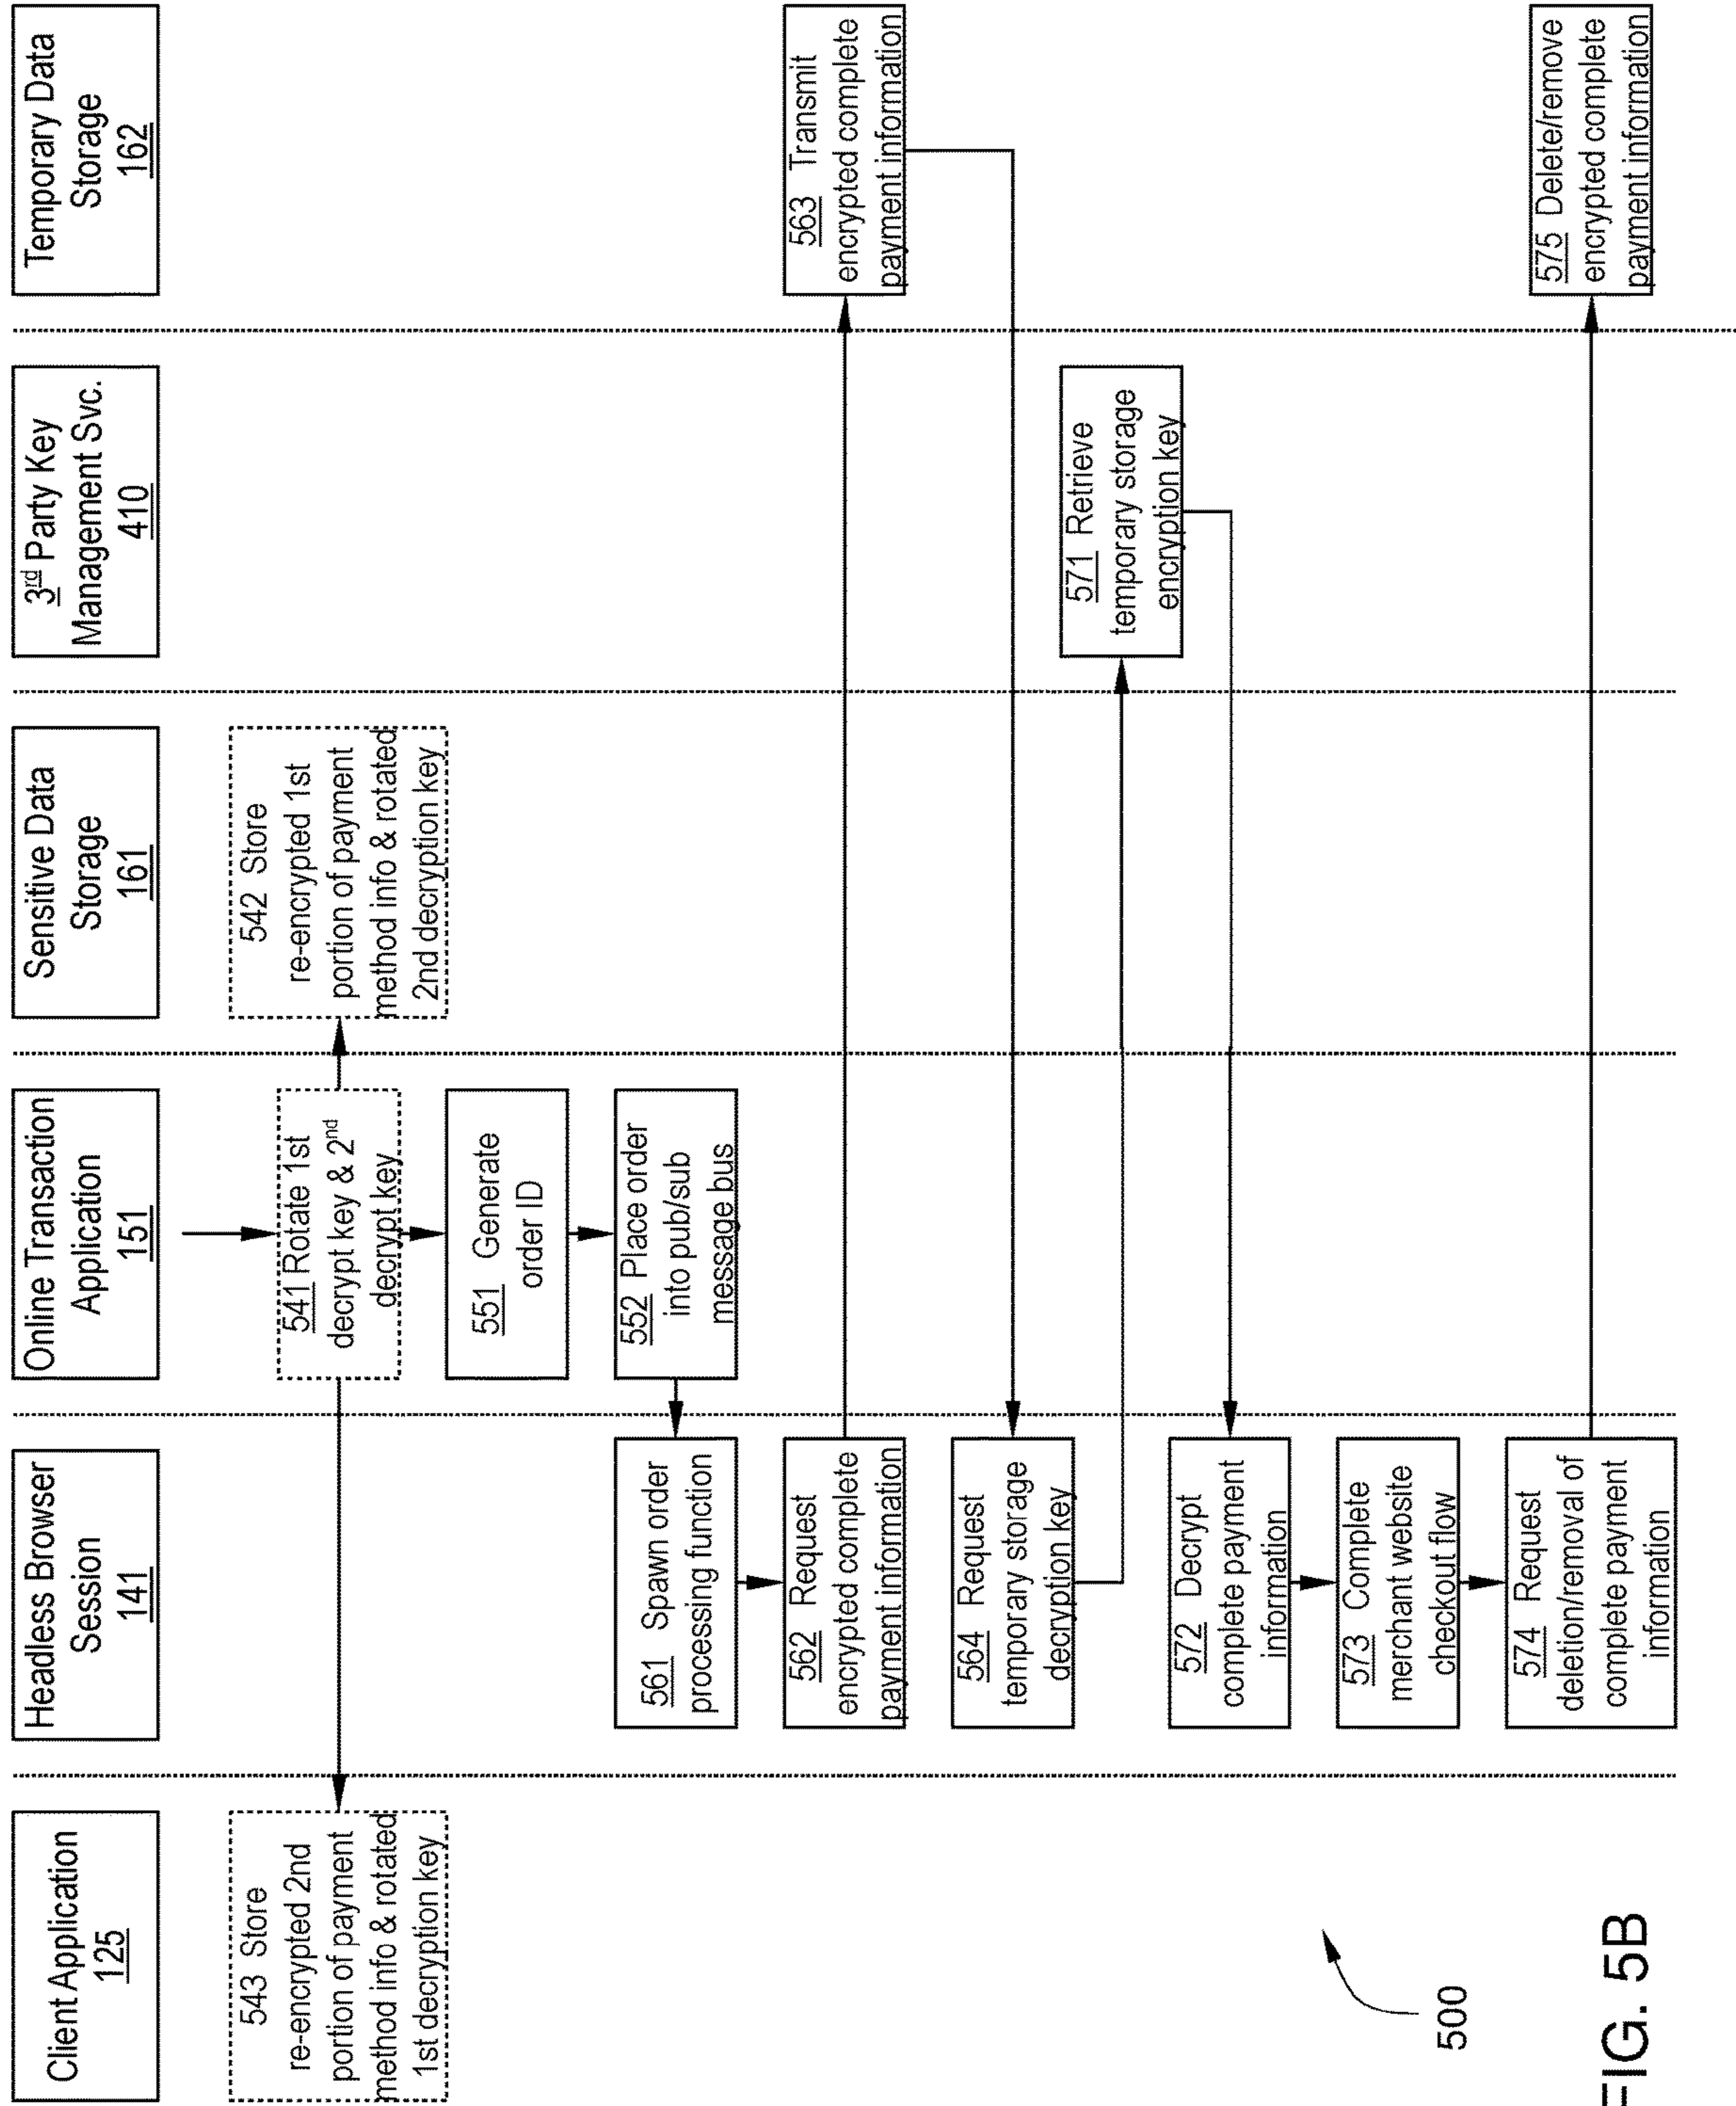 Client Application
125
Headless Browser
Session
141
Online Transaction
Application
151
Sensitive Data
Storage
161
3rd Party Key
Management Svc.
410
Temporary Data
Storage
162
543 Store
re-encrypted 2nd
portion of payment
method info & rotated
1st decryption key
541 Rotate 1st
decrypt key & 2nd
decrypt key
542 Store
re-encrypted 1st
portion of payment
method info & rotated
2nd decryption key
551 Generate
order ID
552 Place order
into pub/sub
message bus
561 Spawn order
processing function
562 Request
encrypted complete
payment information
563 Transmit
encrypted complete
payment information
564 Request
temporary storage
decryption key
571 Retrieve
temporary storage
encryption key
572 Decrypt
complete payment
information
573 Complete
merchant website
checkout flow
574 Request
deletion/removal of
complete payment
information
575 Delete/remove
encrypted complete
payment information
500
FIG. 5B